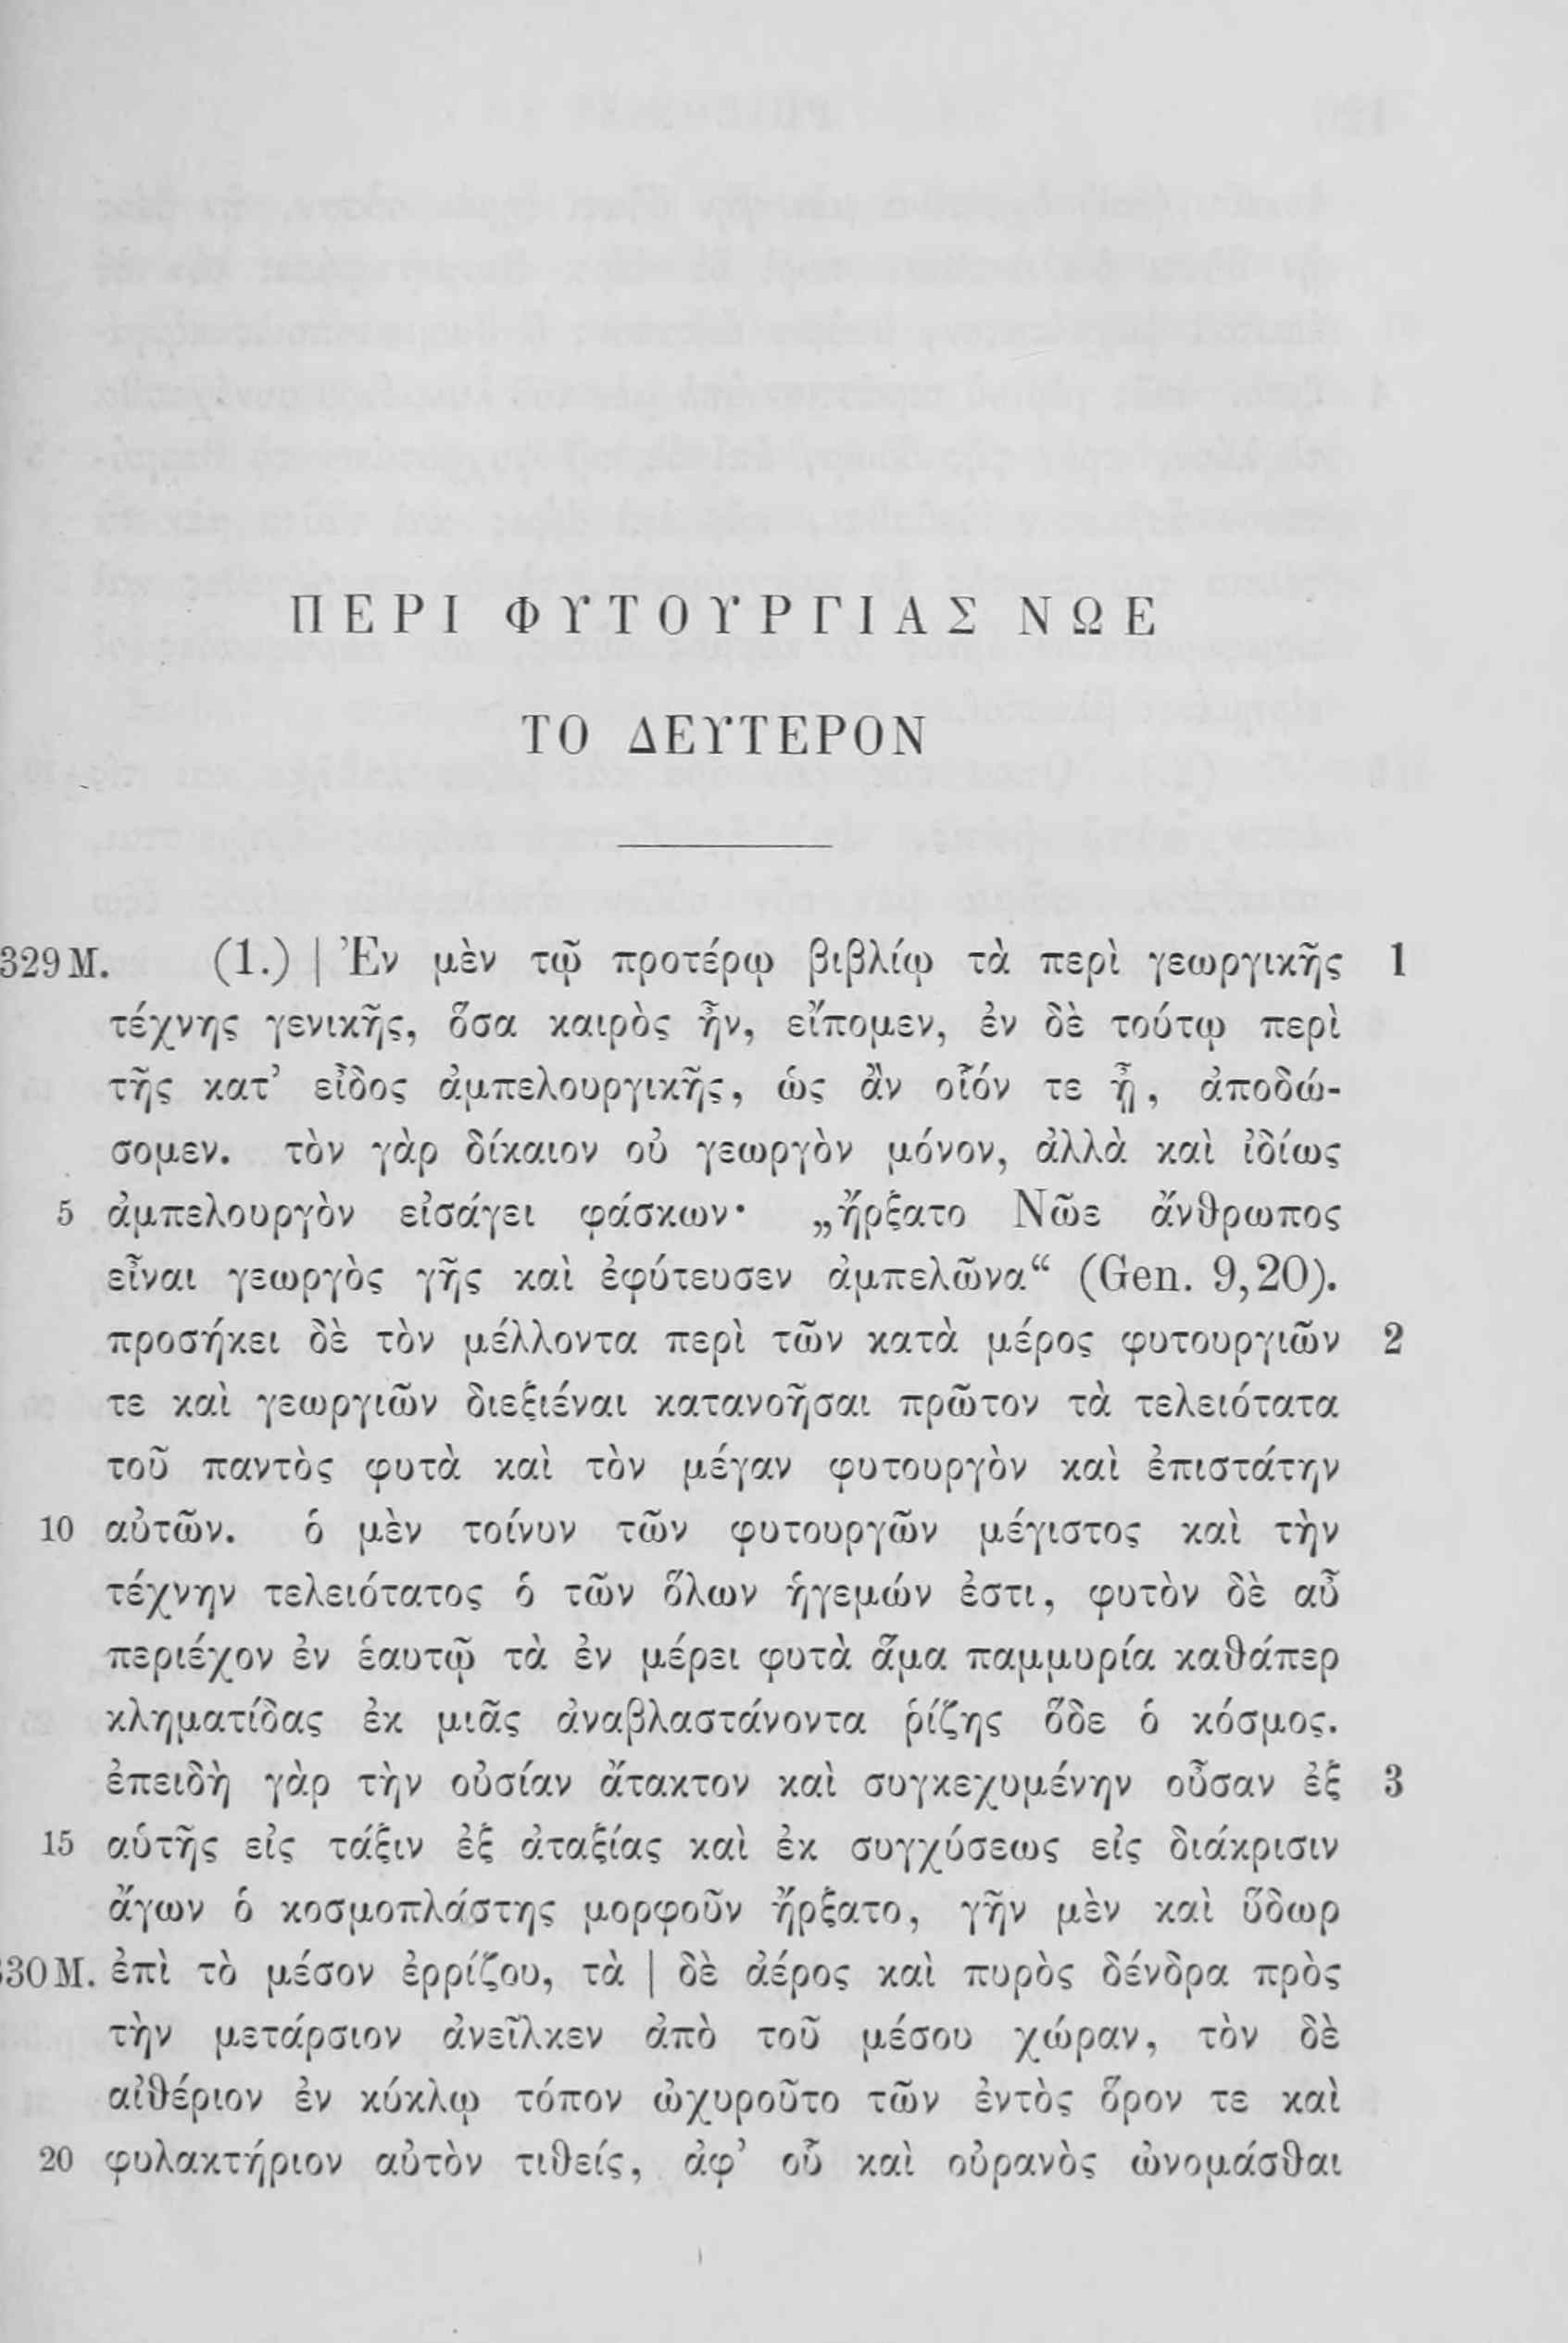 ΠΕΡΙ ΦΥΤΟΥΡΓΙΑΣ ΝΩΕ
ΤΟ ΔΕΥΤΕΡΟΝ
329 M. (1.) | Ἐν μὲν τῷ προτέρῳ βιβλίῳ τὰ περὶ γεωργικῆς 1
τέχνης γενικῆς, ὅσα καιρὸς ἦν, εἴπομεν, ἐν δὲ τούτῳ περὶ
τῆς κατ’ εἶδος ἀμπελουργικῆς, ὡς ἂν οἷόν τε ᾖ, ἀποδώ-
σομεν. τὸν γὰρ δίκαιον οὐ γεωργὸν μόνον, ἀλλὰ καὶ ἰδίως
5 ἀμπελουργὸν εἰσάγει φάσκων· „ἤρξατο Νῶε ἄνθρωπος
εἶναι γεωργὸς γῆς καὶ ἐφύτευσεν ἀμπελῶνα“ (Gen. 9,20).
προσήκει δὲ τὸν μέλλοντα περὶ τῶν κατὰ μέρος φυτουργιῶν 2
τε καὶ γεωργιῶν διεξιέναι κατανοῆσαι πρῶτον τὰ τελειότατα
τοῦ παντὸς φυτὰ καὶ τὸν μέγαν φυτουργὸν καὶ ἐπιστάτην
10 αὐτῶν. ὁ μὲν τοίνυν τῶν φυτουργῶν μέγιστος καὶ τὴν
τέχνην τελειότατος ὁ τῶν ὅλων ἡγεμών ἐστι, φυτὸν δὲ αὖ
περιέχον ἐν ἑαυτῷ τὰ ἐν μέρει φυτὰ ἅμα παμμυρία καθάπερ
κληματίδας ἐκ μιᾶς ἀναβλαστάνοντα ῥίζης ὅδε ὁ κόσμος.
ἐπειδὴ γὰρ τὴν οὐσίαν ἄτακτον καὶ συγκεχυμένην οὖσαν ἐξ 3
15 αὑτῆς εἰς τάξιν ἐξ ἀταξίας καὶ ἐκ συγχύσεως εἰς διάκρισιν
ἄγων ὁ κοσμοπλάστης μορφοῦν ἤρξατο, γῆν μὲν καὶ ὕδωρ
30 M. ἐπὶ τὸ μέσον ἐρρίζου, τὰ | δὲ ἀέρος καὶ πυρὸς δένδρα πρὸς
τὴν μετάρσιον ἀνεῖλκεν ἀπὸ τοῦ μέσου χώραν, τὸν δὲ
αἰθέριον ἐν κύκλῳ τόπον ὠχυροῦτο τῶν ἐντὸς ὅρον τε καὶ
20 φυλακτήριον αὐτὸν τιθείς, ἀφ’ οὗ καὶ οὐρανὸς ὠνομάσθαι